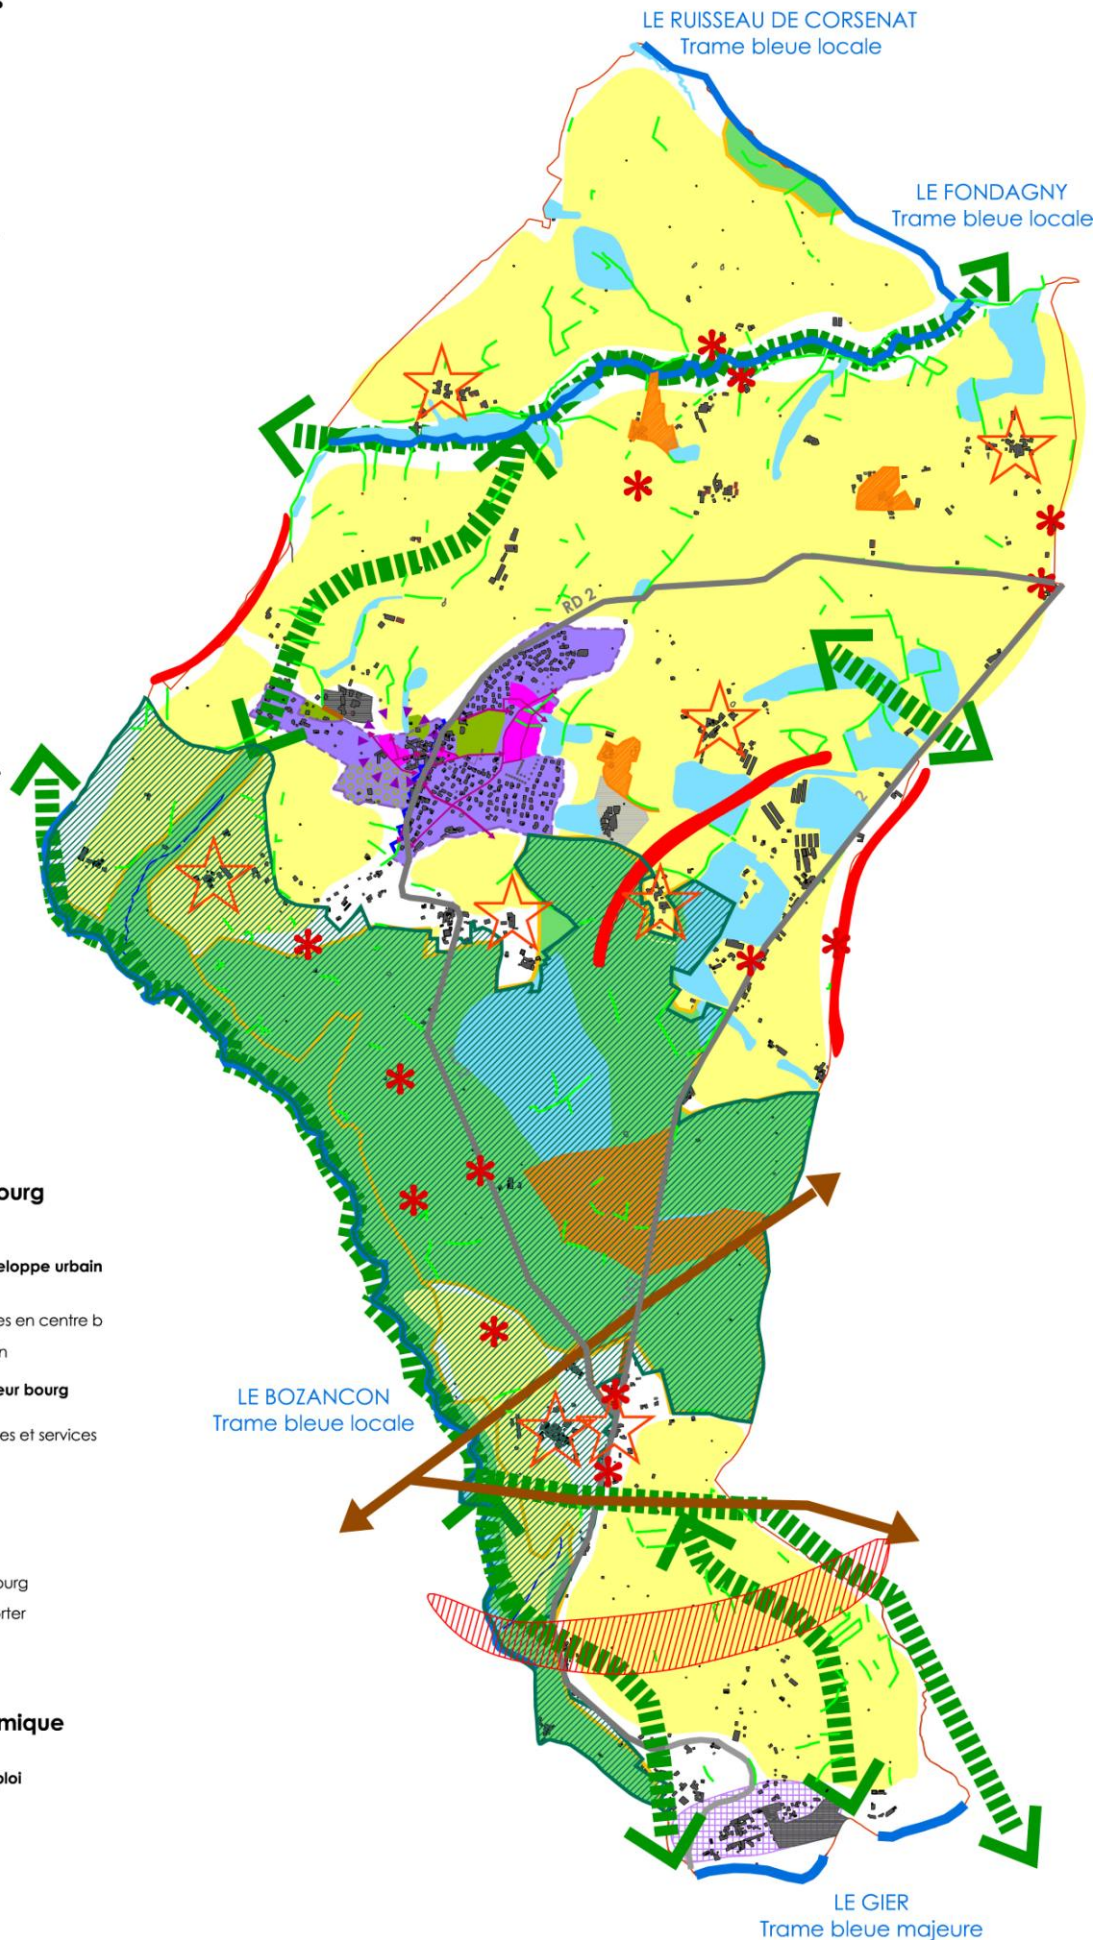 LE RUISSEAU DE CORSENAT
Trame bleue locale
LE FONDAGNY
Trame bleue locale
RD 2
2
ourg
eloppe urbain
es en centre b
n
eur bourg
es et services
LE BOZANCON
Trame bleue locale
ourg
rter
mique
ploi
LE GIER
Trame bleue majeure